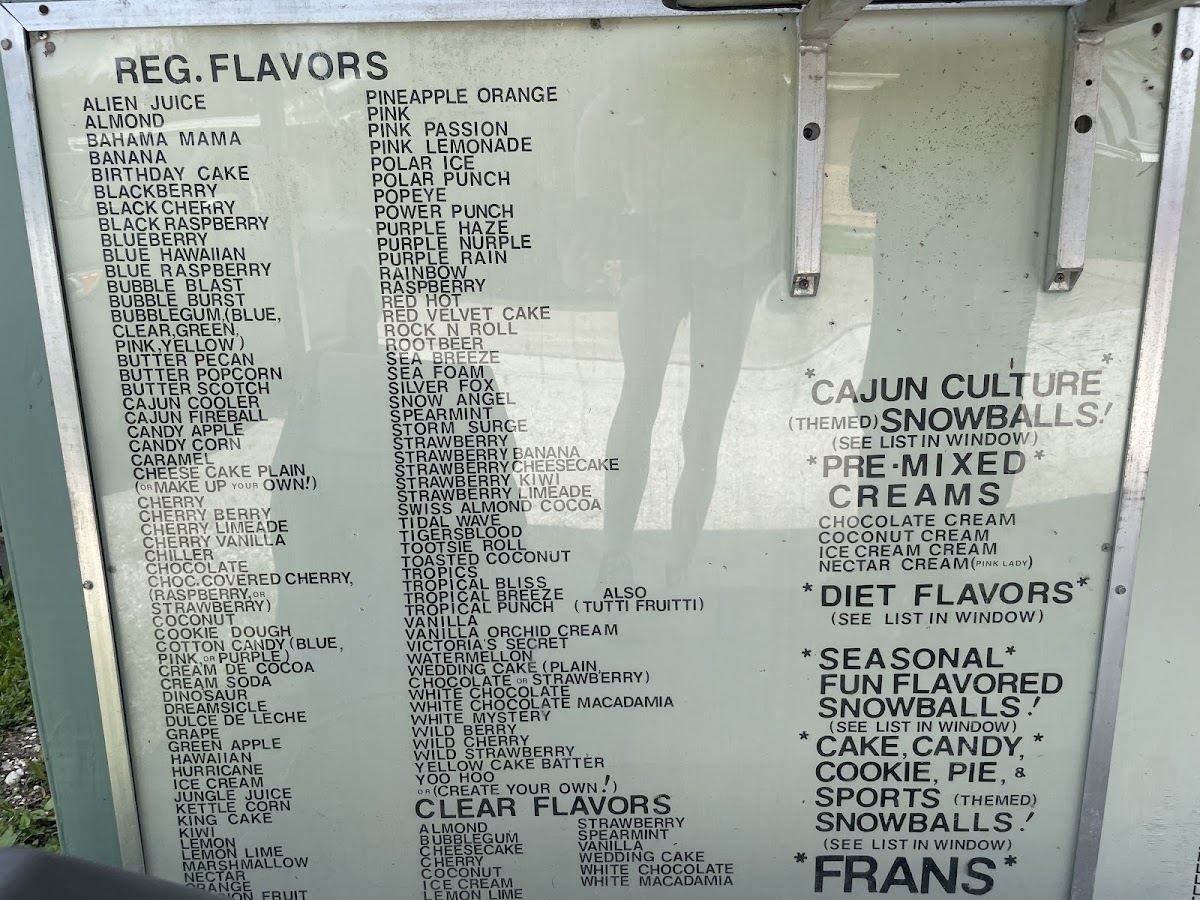 REG. FLAVORS
ALIEN JUICE
ALMOND
BAHAMA MAMA
BANANA
BIRTHDAY CAKE
BLACKBERRY
BLACK CHERRY
BLACK RASPBERRY
BLUEBERRY
BLUE HAWAIIAN
BLUE RASPBERRY
BUBBLE BLAST
BUBBLE BURST
BUBBLEGUM (BLUE,
CLEAR, GREEN,
PINK, YELLOW)
BUTTER PECAN
BUTTER POPCORN
BUTTER SCOTCH
CAJUN COOLER
CAJUN FIREBALL
CANDY APPLE
CANDY CORN
CARAMEL
CHEESE CAKE PLAIN
(OR MAKE UP YOUR OWN!)
CHERRY
CHERRY BERRY
CHERRY LIMEADE
CHERRY VANILLA
CHILLER
CHOCOLATE
CHOC. COVERED CHERRY,
(RASPBERRY, OR
STRAWBERRY)
COCONUT
COOKIE DOUGH
COTTON CANDY (BLUE,
PINK, OR PURPLE)
CREAM DE COCOA
CREAM SODA
DINOSAUR
DREAMSICLE
DULCE DE LECHE
GRAPE
GREEN APPLE
HAWAIIAN
HURRICANE
ICE CREAM
JUNGLE JUICE
KETTLE CORN
KING CAKE
KIWI
LEMON
LEMON LIME
MARSHMALLOW
NECTAR
ORANGE
FRUIT
PINEAPPLE ORANGE
PINK
PINK PASSION
PINK LEMONADE
POLAR ICE
POLAR PUNCH
POPEYE
POWER PUNCH
PURPLE HAZE
PURPLE NURPLE
PURPLE RAIN
RAINBOW
RASPBERRY
RED HOT
RED VELVET CAKE
ROCK N ROLL
ROOTBEER
SEA BREEZE
SEA FOAM
SILVER FOX
SNOW ANGEL
SPEARMINT
STORM SURGE
STRAWBERRY
STRAWBERRY BANANA
STRAWBERRY CHEESECAKE
STRAWBERRY KIWI
STRAWBERRY LIMEADE
SWISS ALMOND COCOA
TIDAL WAVE
TIGERSBLOOD
TOOTSIE ROLL
TOASTED COCONUT
TROPICS
TROPICAL BLISS
TROPICAL BREEZE ALSO
TROPICAL PUNCH (TUTTI FRUITTI)
VANILLA
VANILLA ORCHID CREAM
VICTORIA'S SECRET
WATERMELLON
WEDDING CAKE (PLAIN,
CHOCOLATE OR STRAWB'ERRY)
WHITE CHOCOLATE
WHITE CHOCOLATE MACADAMIA
WHITE MYSTERY
WILD BERRY
WILD CHERRY
WILD STRAWBERRY
YELLOW CAKE BATTER
YOO HOO
OR (CREATE YOUR OWN!)
CLEAR FLAVORS
ALMOND
BUBBLEGUM
CHEESECAKE
CHERRY
COCONUT
ICE CREAM
LEMON LIME
STRAWBERRY
SPEARMINT
VANILLA
WEDDING CAKE
WHITE CHOCOLATE
WHITE MACADAMIA
*CAJUN CULTURE*
(THEMED) SNOWBALLS!
(SEE LIST IN WINDOW)
*PRE-MIXED*
CREAMS
CHOCOLATE CREAM
COCONUT CREAM
ICE CREAM CREAM
NECTAR CREAM (PINK LADY)
*DIET FLAVORS*
(SEE LIST IN WINDOW)
*SEASONAL*
FUN FLAVORED
SNOWBALLS!
(SEE LIST IN WINDOW)
*CAKE, CANDY,*
COOKIE, PIE, &
SPORTS (THEMED)
SNOWBALLS!
(SEE LIST IN WINDOW)
*FRANS*